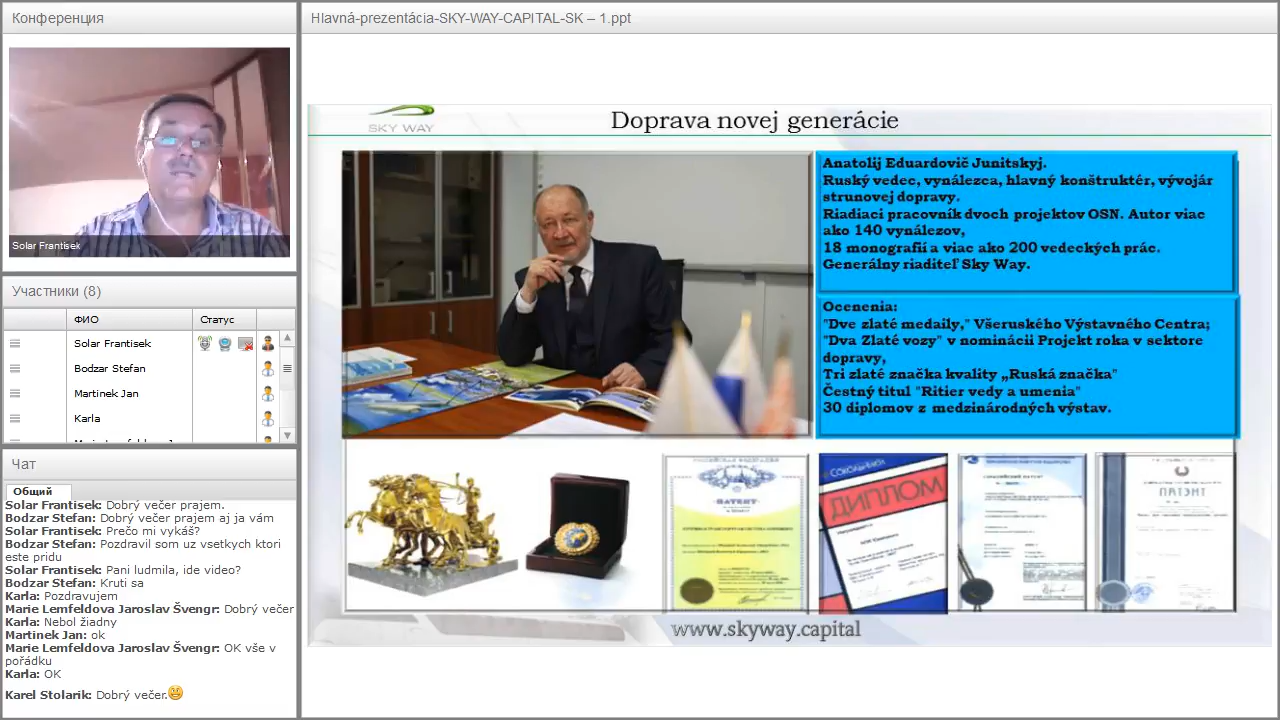 Конференция
Solar Frantisek
Участники (8)
ФИО
Статус
Solar Frantisek
Bodzar Stefan
Martinek Jan
Karla
Чат
Общий
Solar Frantisek: Dobrý večer prajem..
Bodzar Stefan: Dobrý večer prajem aj ja vám
Solar Frantisek: Prečo mi vykáš?
Bodzar Stefan: Pozdravil som uz vsetkych ktori
este pridu
Solar Frantisek: Pani Ludmila, ide video?
Bodzar Stefan: Kruti sa
Karla: Pozdravujem
Marie Lemfeldova Jaroslav Švengr: Dobrý večer
Karla: Nebol žiadny
Martinek Jan: ok
Marie Lemfeldova Jaroslav Švengr: OK vše v
pořádku
Karla: OK
Karel Stolarik: Dobrý večer.
Hlavná-prezentácia-SKY-WAY-CAPITAL-SK – 1.ppt
SKY WAY
Doprava novej generácie
Anatolij Eduardovič Junitskyj.
Ruský vedec, vynálezca, hlavný konštruktér, vývojár
strunovej dopravy.
Riadiaci pracovník dvoch projektov OSN. Autor viac
ako 140 vynálezov,
18 monografií a viac ako 200 vedeckých prác.
Generálny riaditeľ Sky Way.
Ocenenia:
"Dve zlaté medaily," Všeruského Výstavného Centra;
"Dva Zlaté vozy" v nominácii Projekt roka v sektore
dopravy,
Tri zlaté značka kvality „Ruská značka"
Čestný titul "Ritier vedy a umenia"
30 diplomov z medzinárodných výstav.
ПАТЕНТ
ДИПЛОМ
ПАТЭНТ
www.skyway.capital